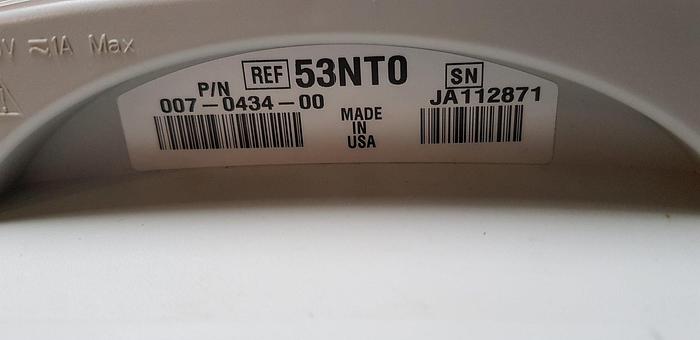 V ≂1A Max
REF 53NT0
P/N
007-0434-00
MADE
IN
USA
SN
JA112871